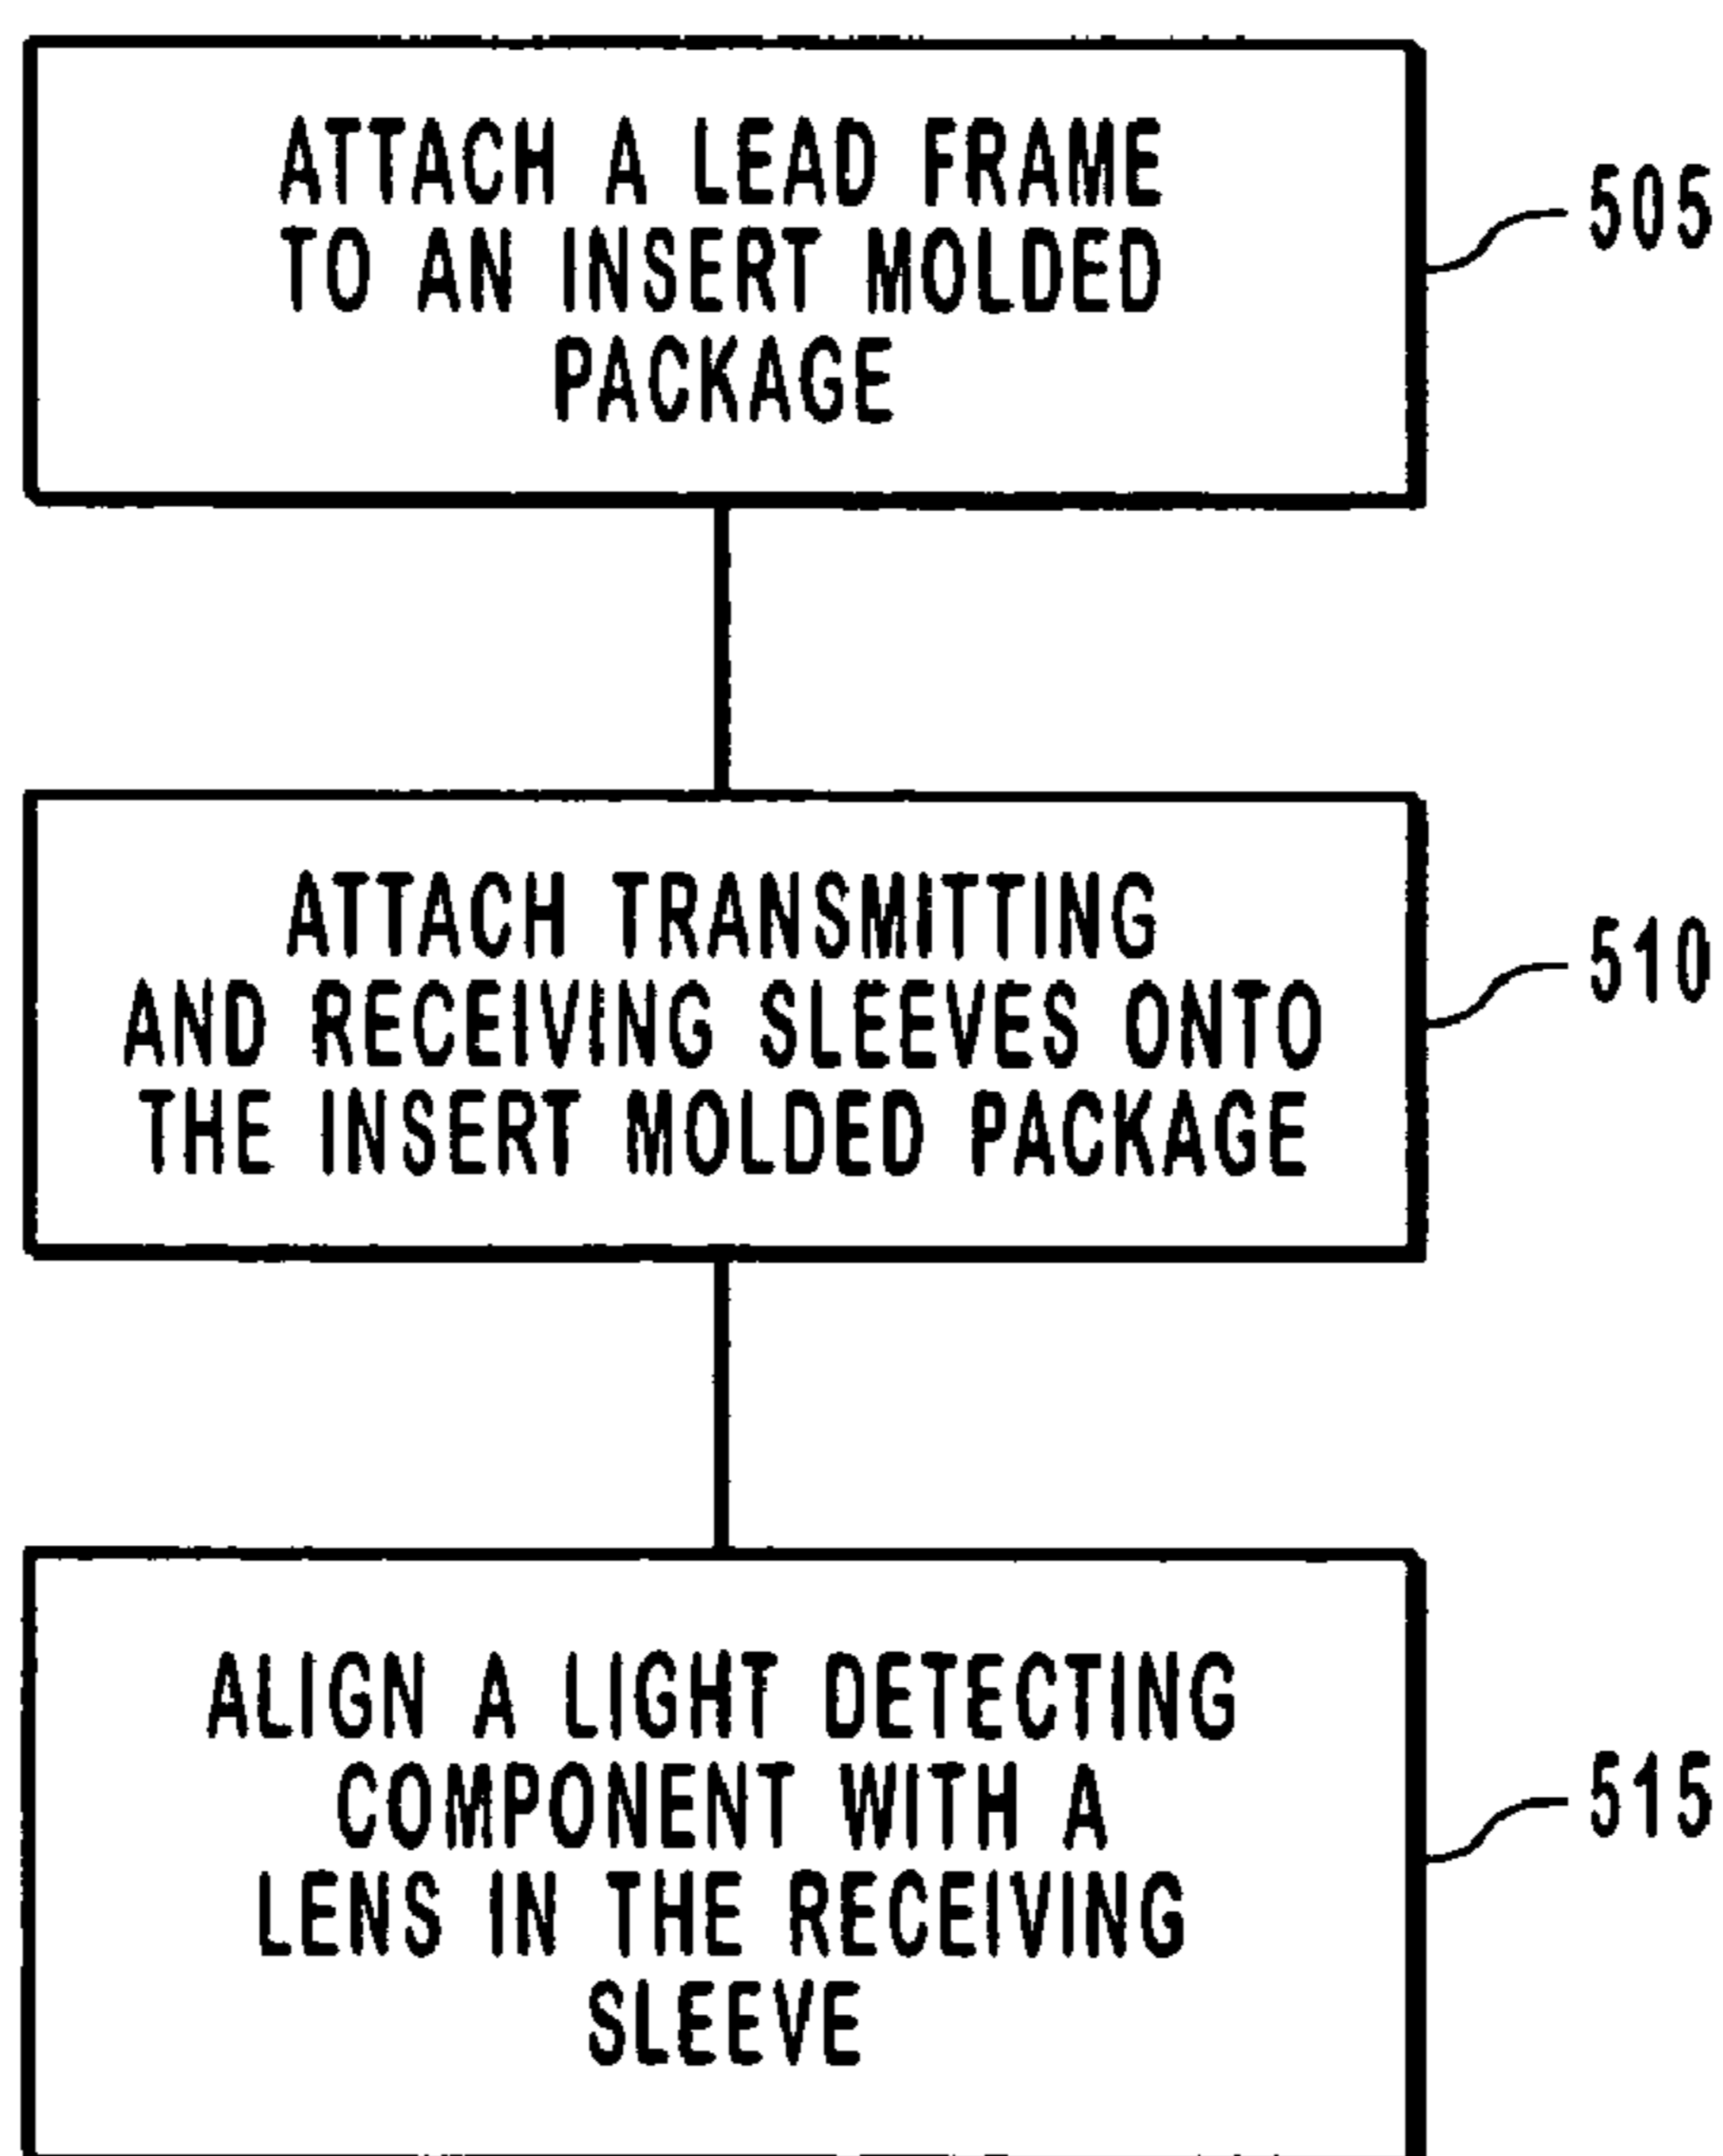 ATTACH A LEAD FRAME
TO AN INSERT MOLDED
PACKAGE
505
ATTACH TRANSMITTING
AND RECEIVING SLEEVES ONTO
THE INSERT MOLDED PACKAGE
510
ALIGN A LIGHT DETECTING
COMPONENT WITH A
LENS IN THE RECEIVING
SLEEVE
515